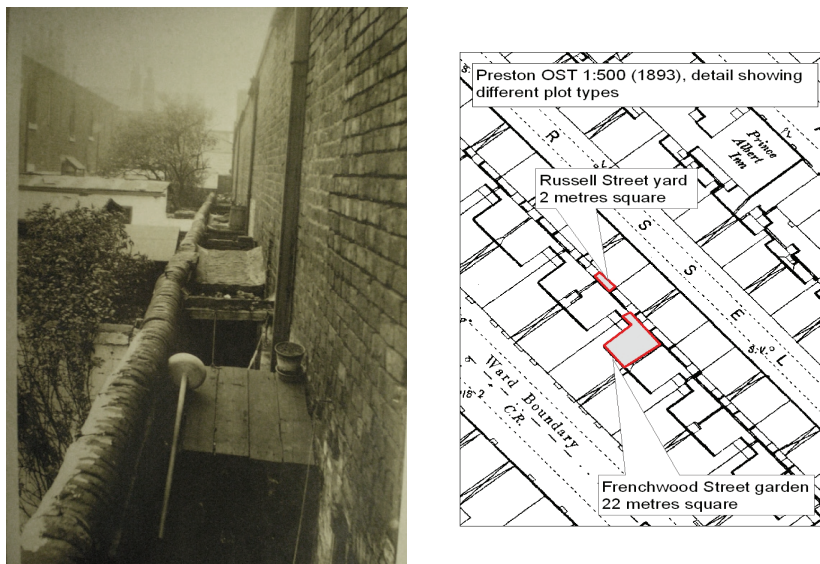 Preston OST 1:500 (1893), detail showing
different plot types
Prince
Albert
Inn
R
Russell Street yard
2 metres square
S
S
E
L
S.V.
Ward Boundary
C.R.
Frenchwood Street garden
22 metres square